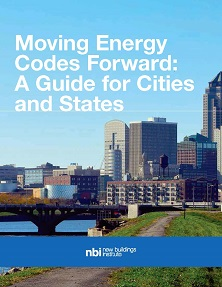 Moving Energy
Codes Forward:
A Guide for Cities
and States
nbi new buildings
institute